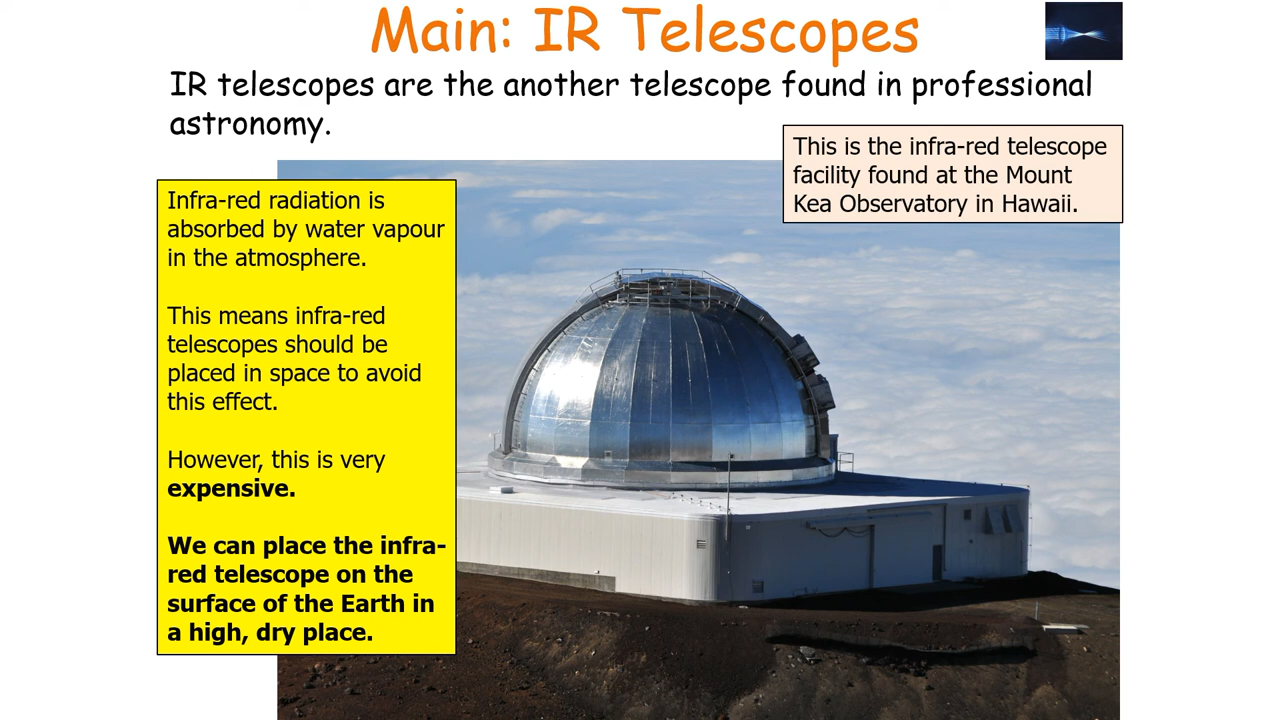 Main: IR Telescopes
IR telescopes are the another telescope found in professional
astronomy.
This is the infra-red telescope
facility found at the Mount
Kea Observatory in Hawaii.
Infra-red radiation is
absorbed by water vapour
in the atmosphere.
This means infra-red
telescopes should be
placed in space to avoid
this effect.
However, this is very
expensive.
We can place the infra-
red telescope on the
surface of the Earth in
a high, dry place.